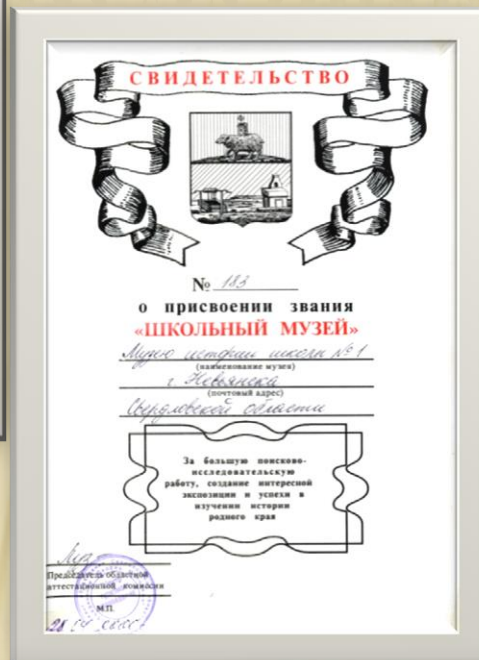 СВИДЕТЕЛЬСТВО
№ 183
о присвоении звания
«ШКОЛЬНЫЙ МУЗЕЙ»
Музею истории школы № 1
(наименование музея)
г. Невьянска
(почтовый адрес)
Свердловской области
За большую поисково-
исследовательскую
работу, создание интересной
экспозиции и успехи в
изучении истории
родного края
Председатель областной
аттестационной комиссии
М.П.